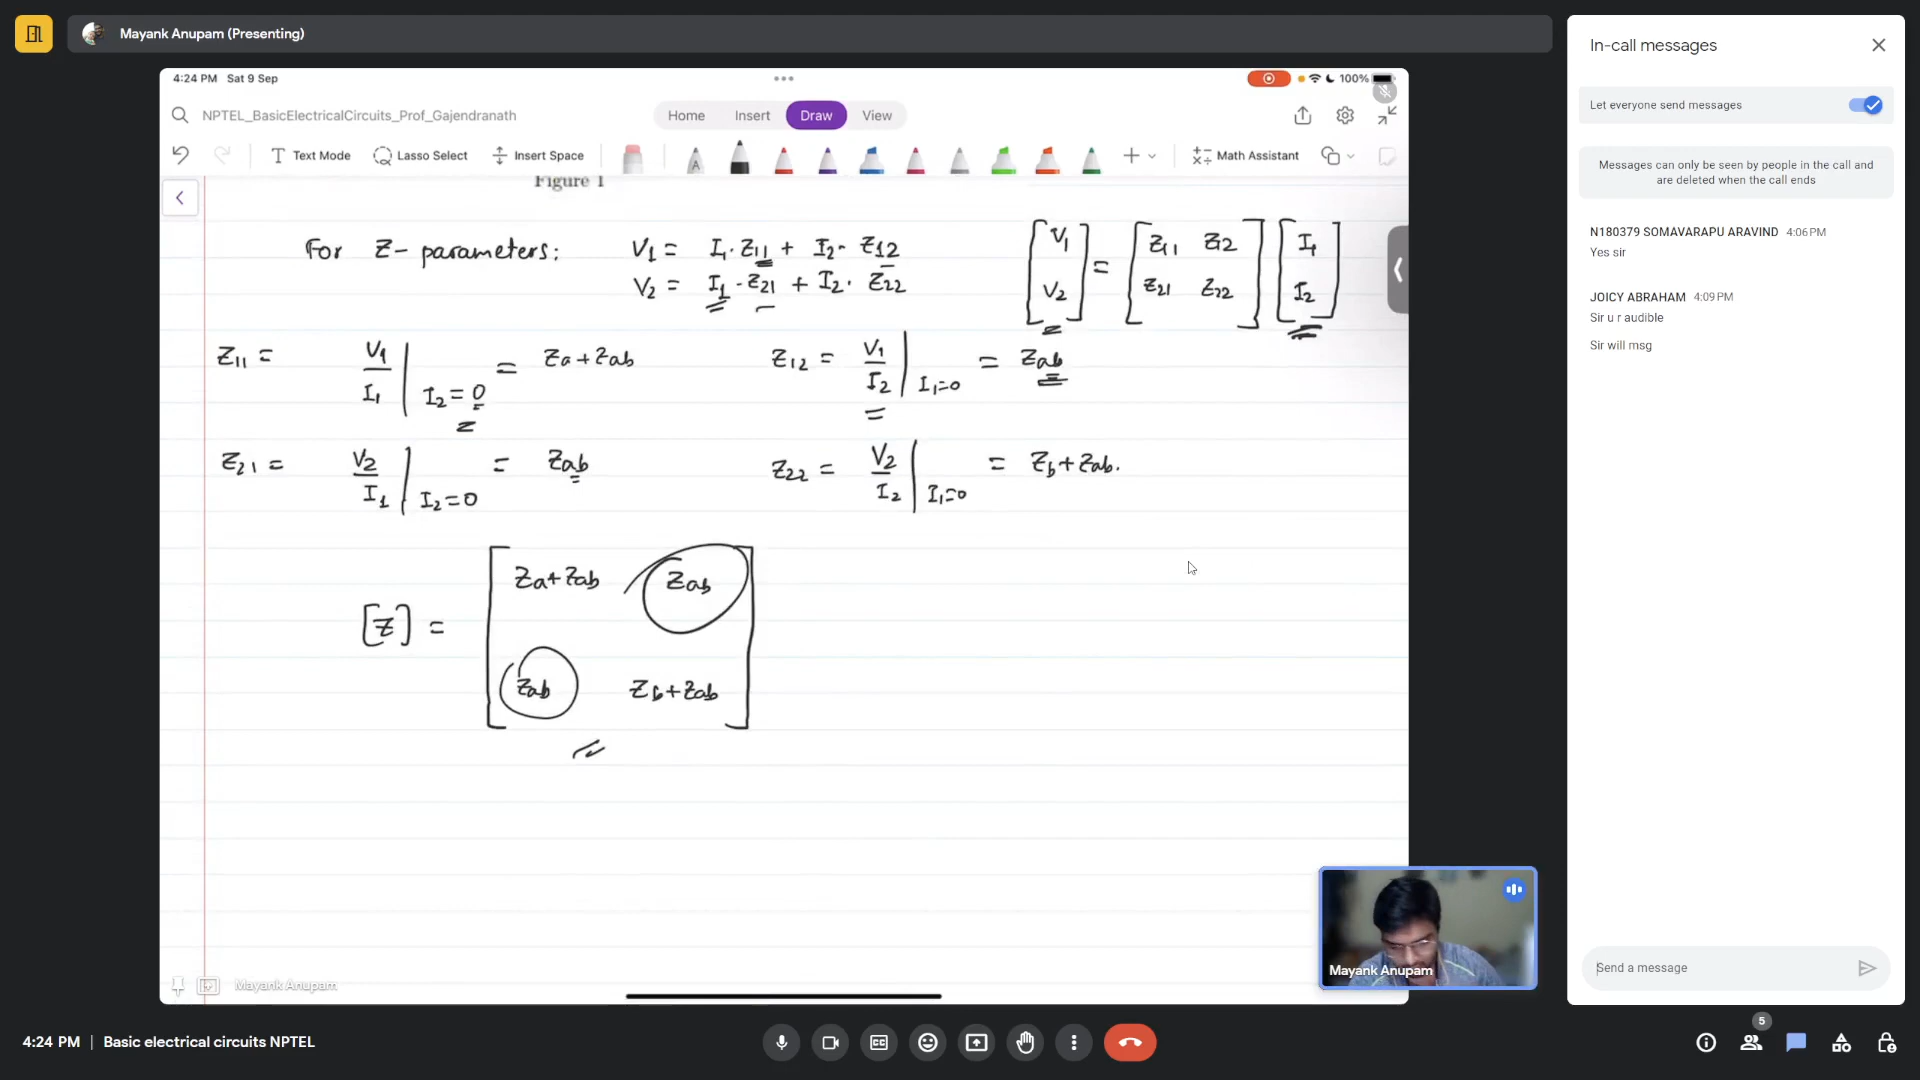 Mayank Anupam (Presenting)
4:24 PM Sat 9 Sep
100%
NPTEL_BasicElectricalCircuits_Prof_Gajendranath
Home Insert Draw View
Text Mode Lasso Select Insert Space A Math Assistant
Figure 1
For Z-parameters: V1 = I1·Z11 + I2·Z12
V2 = I1·Z21 + I2·Z22
[V1 V2] = [Z11 Z12 Z21 Z22] [I1 I2]
Z11 = V1/I1 | I2=0 = Za+Zab
Z12 = V1/I2 | I1=0 = Zab
Z21 = V2/I1 | I2=0 = Zab
Z22 = V2/I2 | I1=0 = Zb+Zab.
[Z] = [Za+Zab Zab
Zab Zb+Zab]
Mayank Anupam
Mayank Anupam
In-call messages
Let everyone send messages
Messages can only be seen by people in the call and
are deleted when the call ends
N180379 SOMAVARAPU ARAVIND 4:06 PM
Yes sir
JOICY ABRAHAM 4:09 PM
Sir u r audible
Sir will msg
Send a message
4:24 PM | Basic electrical circuits NPTEL
5